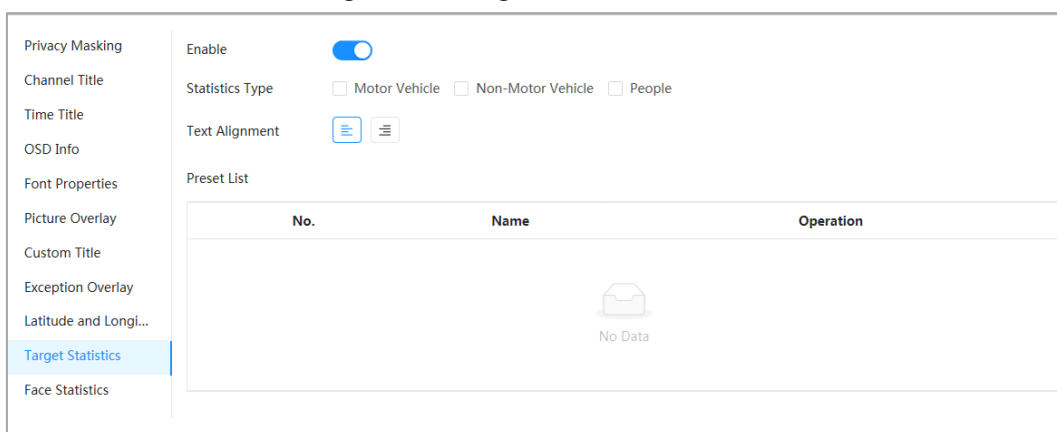 Privacy Masking
Channel Title
Time Title
OSD Info
Font Properties
Picture Overlay
Custom Title
Exception Overlay
Latitude and Longi...
Target Statistics
Face Statistics
Enable
Statistics Type Motor Vehicle Non-Motor Vehicle People
Text Alignment
Preset List
No. Name Operation
No Data